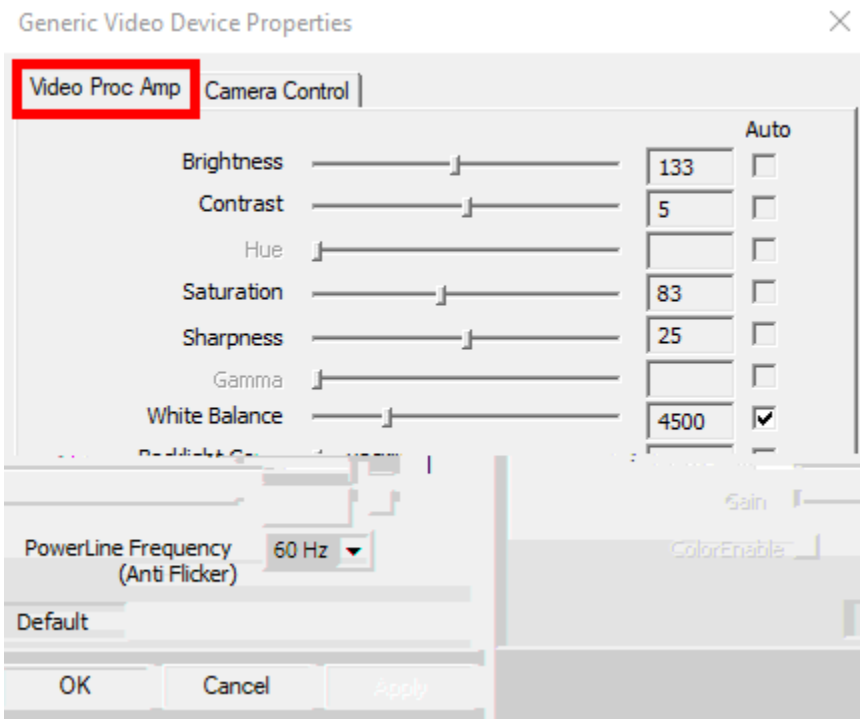 Generic Video Device Properties
Video Proc Amp Camera Control
Auto
Brightness 133
Contrast 5
Hue
Saturation 83
Sharpness 25
Gamma
White Balance 4500
Gain
PowerLine Frequency 60 Hz ColorEnable
(Anti Flicker)
Default
OK Cancel Apply